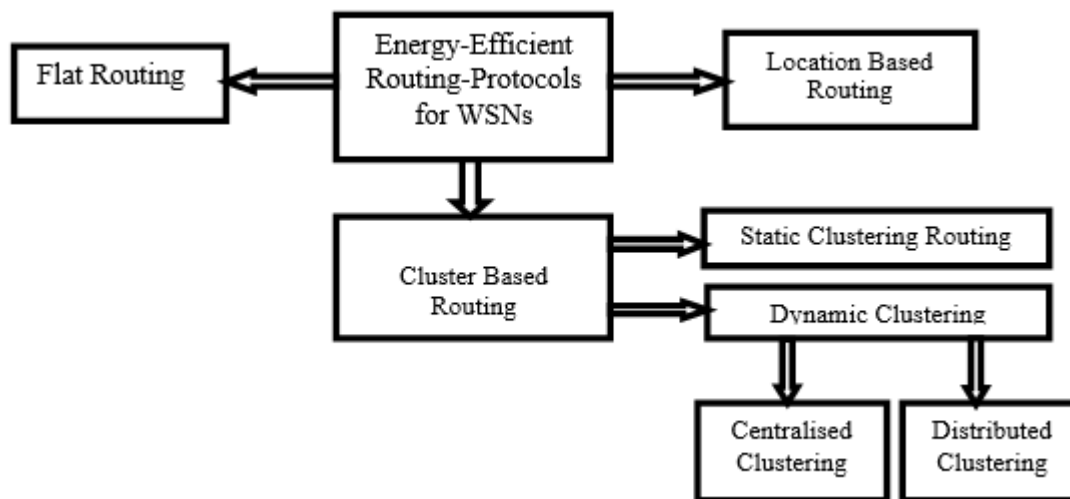 Energy-Efficient
Routing-Protocols
for WSNs
Flat Routing
Location Based
Routing
Cluster Based
Routing
Static Clustering Routing
Dynamic Clustering
Centralised
Clustering
Distributed
Clustering